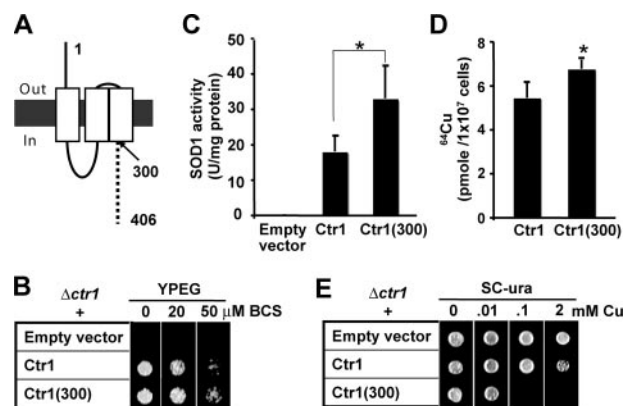 A
1
Out
In
300
406
C
SOD1 activity
(U/mg protein)
50
40
30
20
10
0
*
Empty
vector
Ctr1
Ctr1(300)
D
⁶⁴Cu
(pmole /1x10⁷ cells)
8
6
4
2
0
*
Ctr1
Ctr1(300)
B
Δctr1
+
YPEG
0 20 50 μM BCS
Empty vector
Ctr1
Ctr1(300)
E
Δctr1
+
SC-ura
0 .01 .1 2 mM Cu
Empty vector
Ctr1
Ctr1(300)